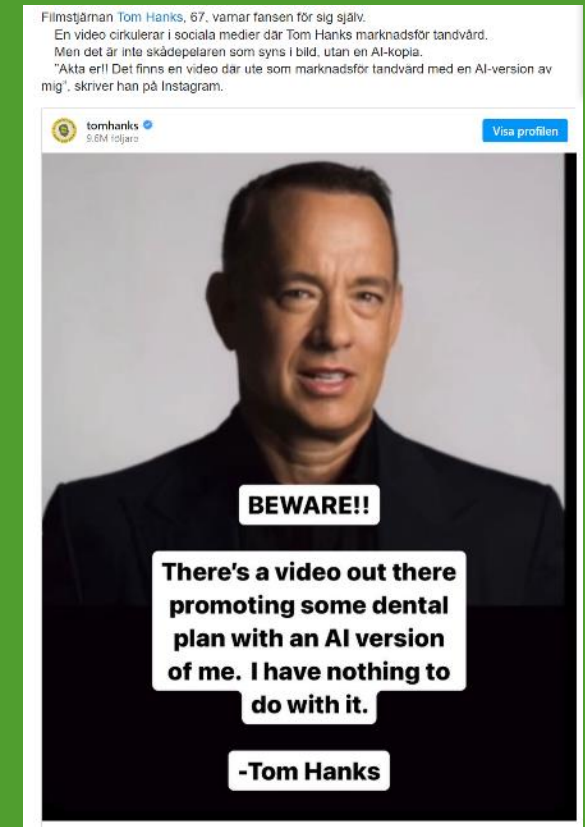 Filmstjärnan Tom Hanks, 67, varnar fansen för sig själv.
En video cirkulerar i sociala medier där Tom Hanks marknadsför tandvård.
Men det är inte skådepelaren som syns i bild, utan en AI-kopia.
"Akta er!! Det finns en video där ute som marknadsför tandvård med en AI-version av
mig", skriver han på Instagram.
tomhanks
9.6M följare
Visa profilen
BEWARE!!
There's a video out there
promoting some dental
plan with an AI version
of me. I have nothing to
do with it.
-Tom Hanks